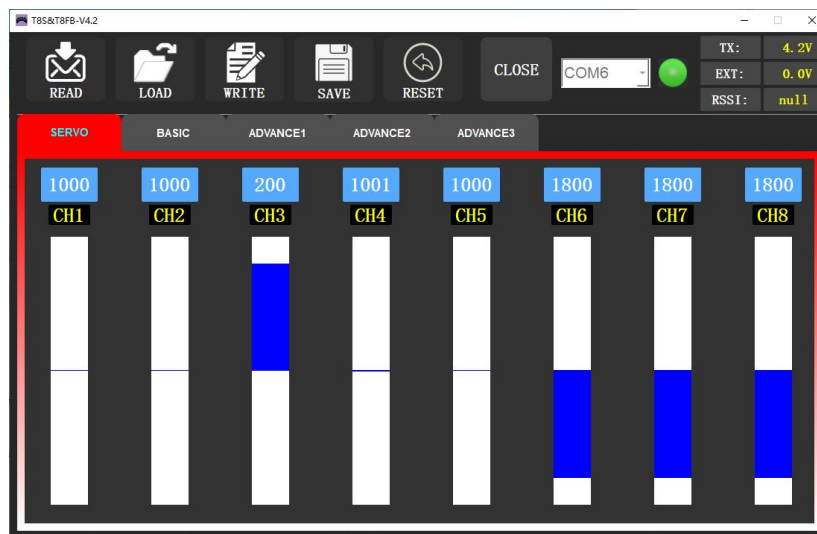 T8S&T8FB-V4.2
READ LOAD WRITE SAVE RESET CLOSE COM6
TX: 4.2V
EXT: 0.0V
RSSI: null
SERVO BASIC ADVANCE1 ADVANCE2 ADVANCE3
1000 1000 200 1001 1000 1800 1800 1800
CH1 CH2 CH3 CH4 CH5 CH6 CH7 CH8